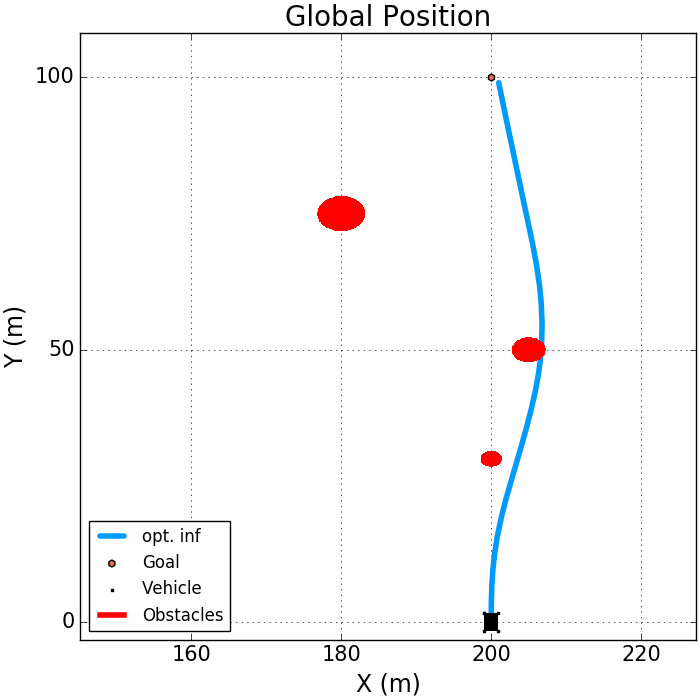 Global Position
100
50
0
Y (m)
opt. inf
Goal
Vehicle
Obstacles
160 180 200 220
X (m)